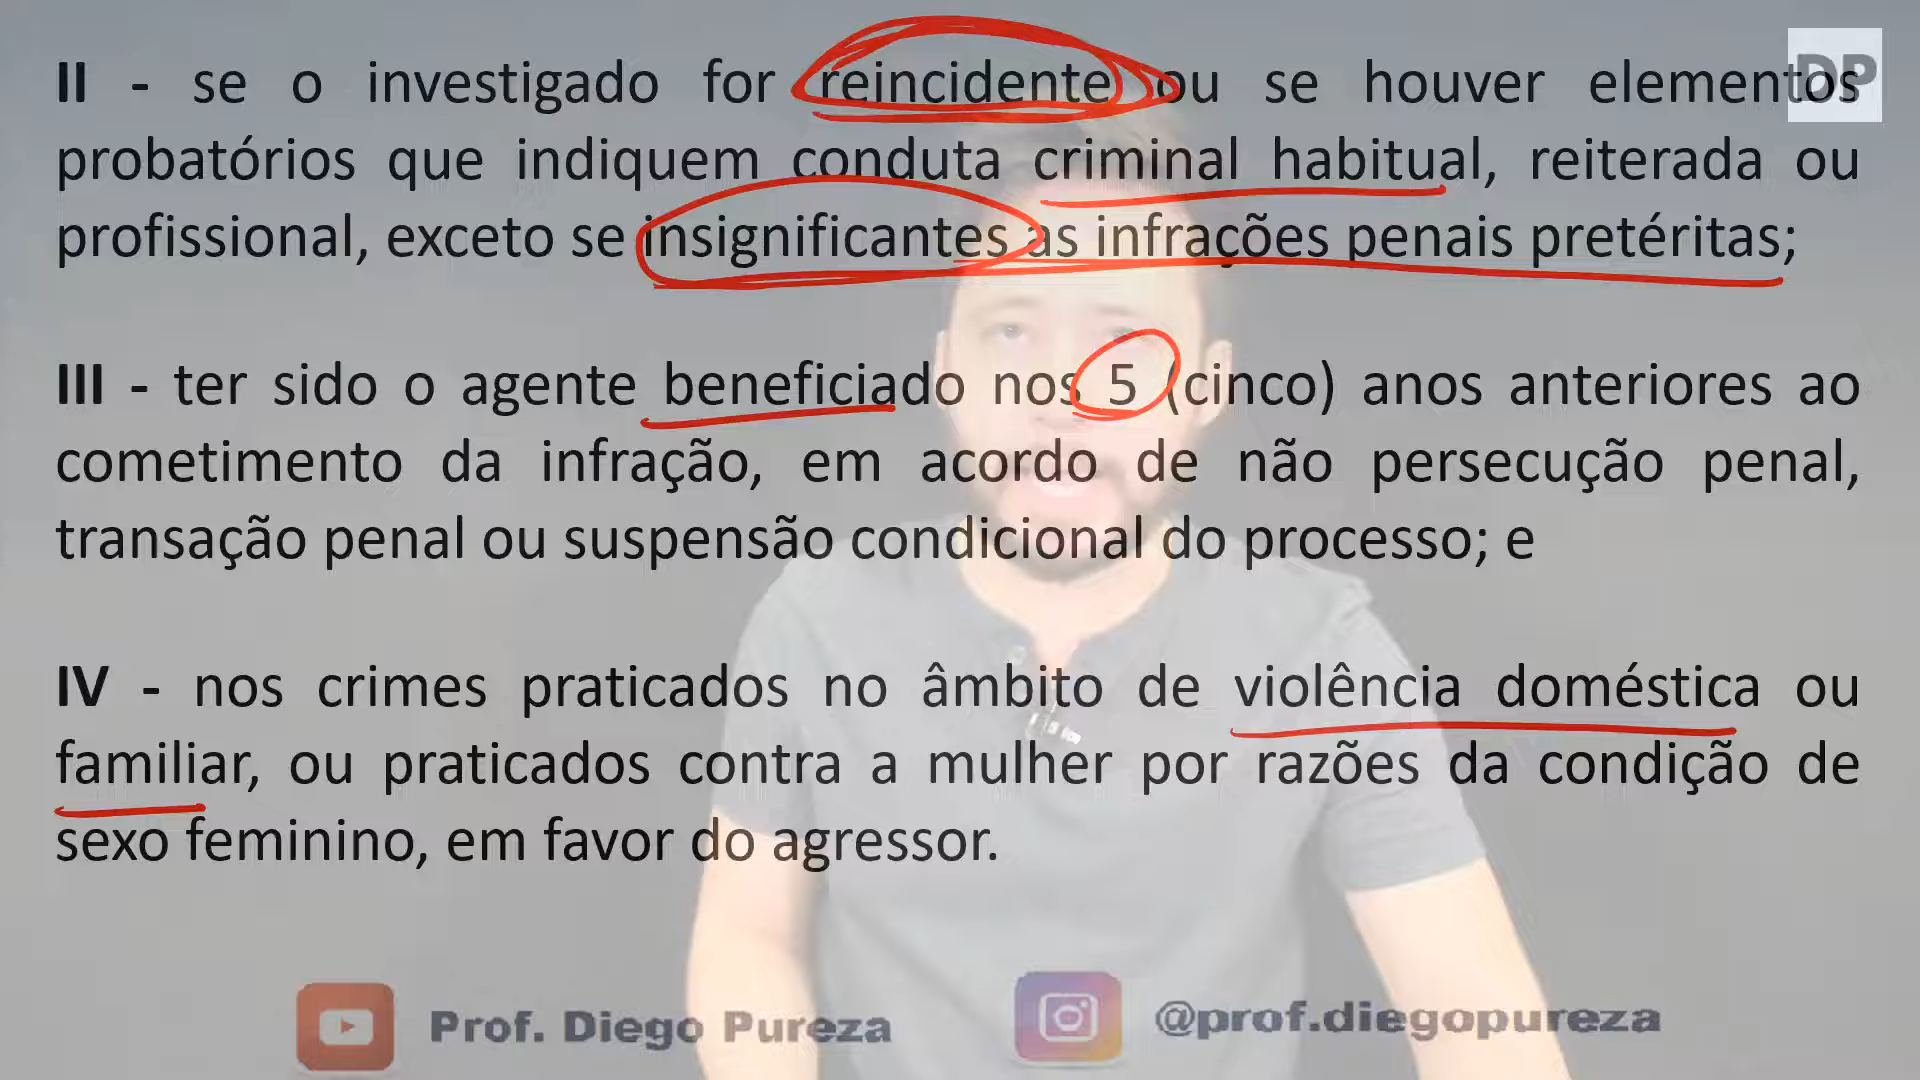 II - se o investigado for reincidente ou se houver elementos
probatórios que indiquem conduta criminal habitual, reiterada ou
profissional, exceto se insignificantes as infrações penais pretéritas;
III - ter sido o agente beneficiado nos 5 (cinco) anos anteriores ao
cometimento da infração, em acordo de não persecução penal,
transação penal ou suspensão condicional do processo; e
IV - nos crimes praticados no âmbito de violência doméstica ou
familiar, ou praticados contra a mulher por razões da condição de
sexo feminino, em favor do agressor.
DP
Prof. Diego Pureza
@prof.diegopureza